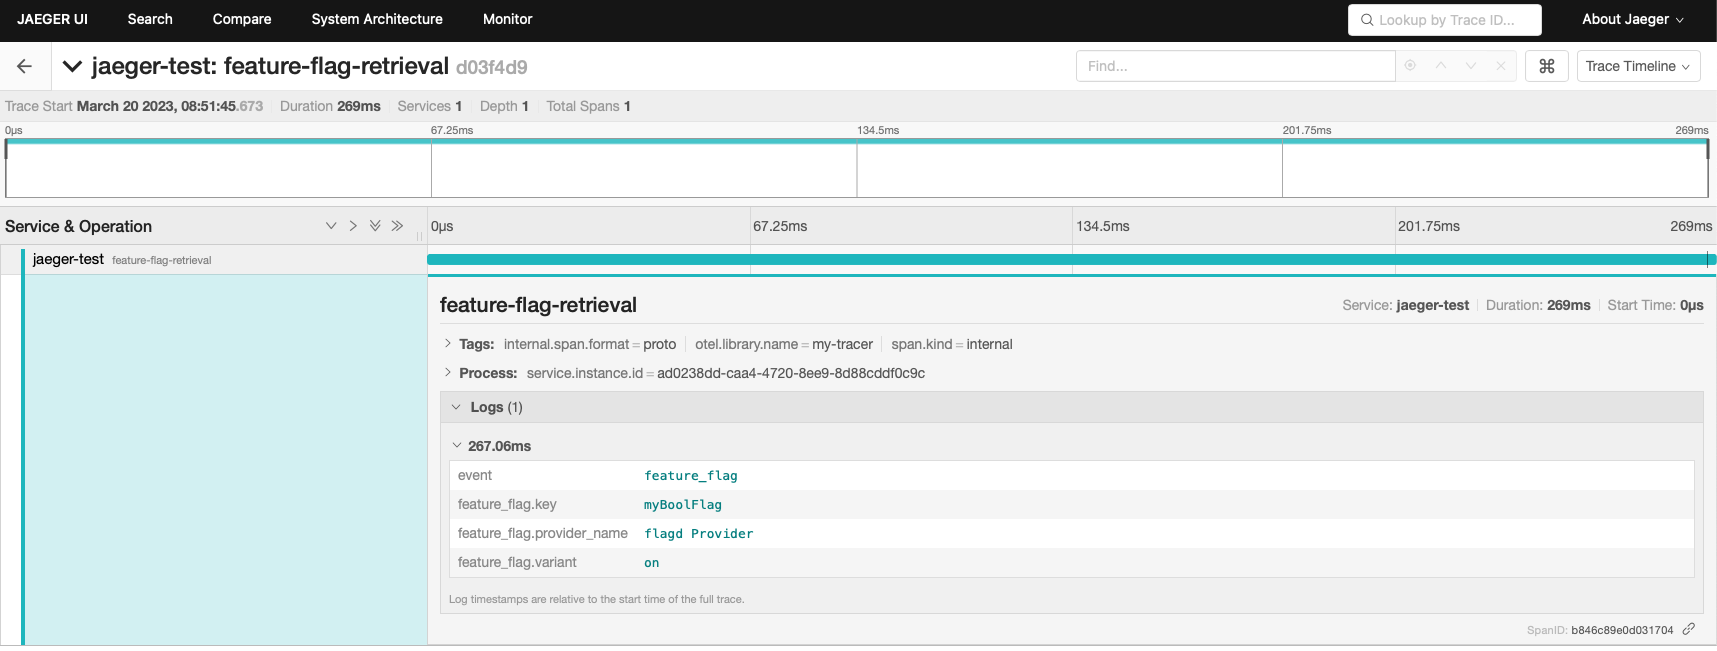 JAEGER UI Search Compare System Architecture Monitor Lookup by Trace ID... About Jaeger
jaeger-test: feature-flag-retrieval d03f4d9 Find... ⌘ Trace Timeline
Trace Start March 20 2023, 08:51:45.673 Duration 269ms Services 1 Depth 1 Total Spans 1
0μs 67.25ms 134.5ms 201.75ms 269ms
Service & Operation 0μs 67.25ms 134.5ms 201.75ms 269ms
jaeger-test feature-flag-retrieval
feature-flag-retrieval Service: jaeger-test Duration: 269ms Start Time: 0μs
Tags: internal.span.format = proto otel.library.name = my-tracer span.kind = internal
Process: service.instance.id = ad0238dd-caa4-4720-8ee9-8d88cddf0c9c
Logs (1)
267.06ms
event feature_flag
feature_flag.key myBoolFlag
feature_flag.provider_name flagd Provider
feature_flag.variant on
Log timestamps are relative to the start time of the full trace.
SpanID: b846c89e0d031704